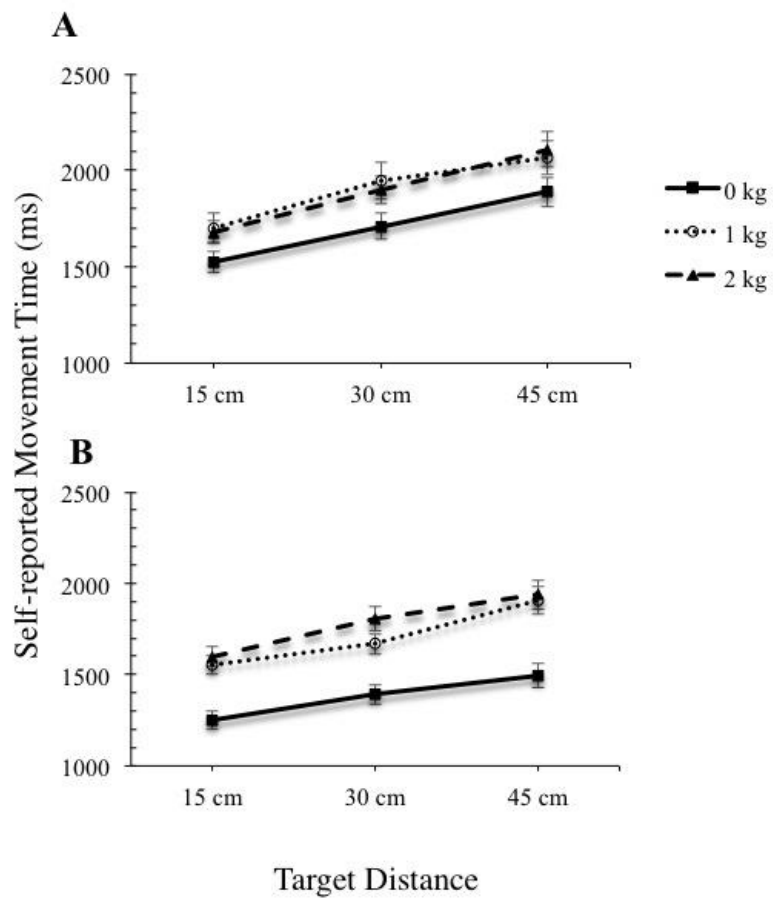 A
2500
2000
1500
1000
15 cm
30 cm
45 cm
0 kg
1 kg
2 kg
B
2500
2000
1500
1000
15 cm
30 cm
45 cm
Self-reported Movement Time (ms)
Target Distance